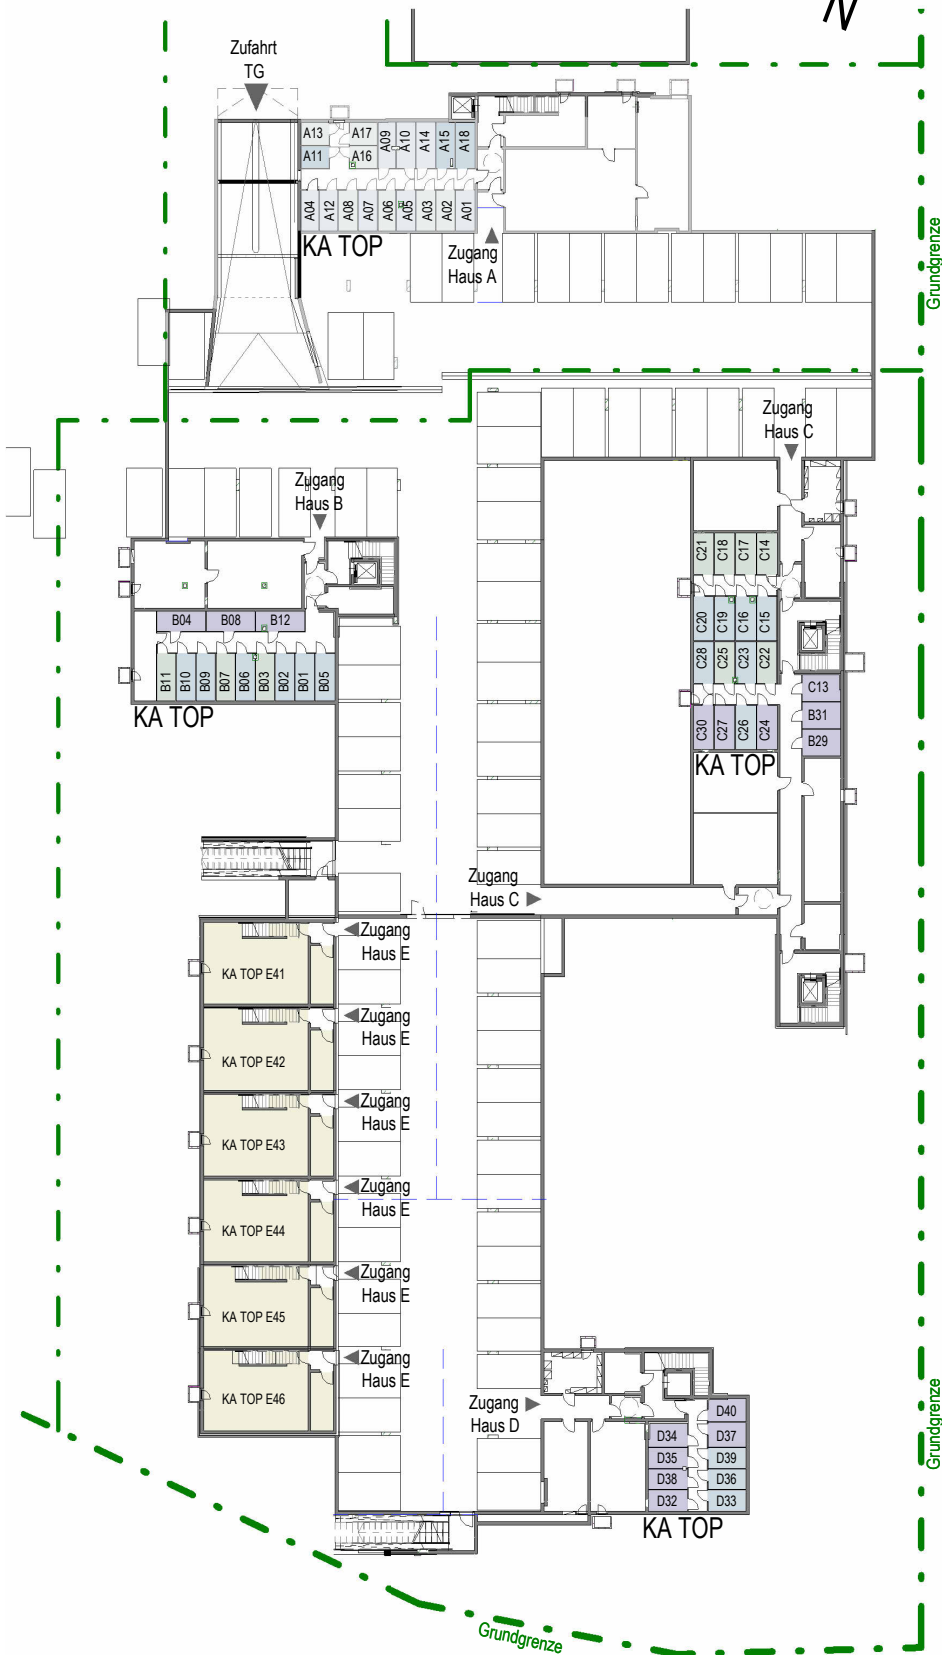 N
Zufahrt
TG
A13
A17
A11
A16
A09
A10
A14
A15
A18
A04
A12
A08
A07
A06
A05
A03
A02
A01
KA TOP
Zugang
Haus A
Grundgrenze
Zugang
Haus C
Zugang
Haus B
B04
B08
B12
B11
B10
B09
B07
B06
B03
B02
B01
B05
KA TOP
C21
C18
C17
C14
C20
C19
C16
C15
C28
C25
C23
C22
C30
C27
C26
C24
C13
B31
B29
KA TOP
Zugang
Haus C
Zugang
Haus E
KA TOP E41
Zugang
Haus E
KA TOP E42
Zugang
Haus E
KA TOP E43
Zugang
Haus E
KA TOP E44
Zugang
Haus E
KA TOP E45
Zugang
Haus E
KA TOP E46
Zugang
Haus D
D40
D34
D37
D35
D39
D38
D36
D32
D33
KA TOP
Grundgrenze
Grundgrenze